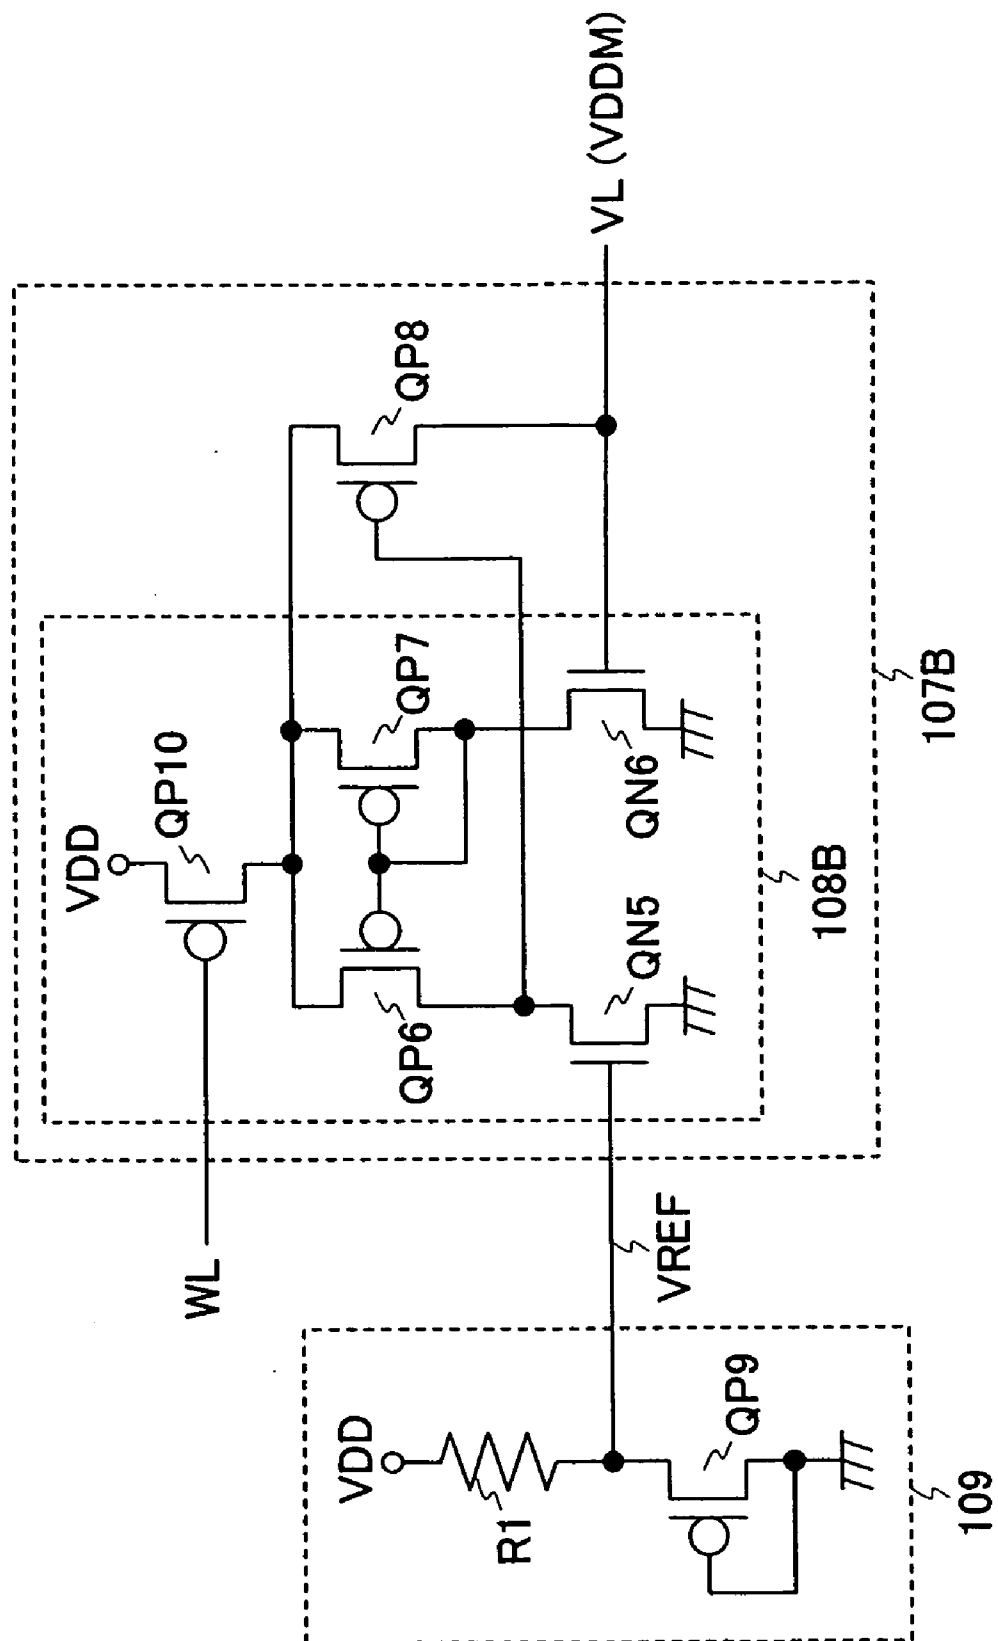 VL (VDDM)
QP8
107B
VDD
QP10
QP7
QP6
QN6
QN5
108B
WL
VREF
VDD
R1
QP9
109